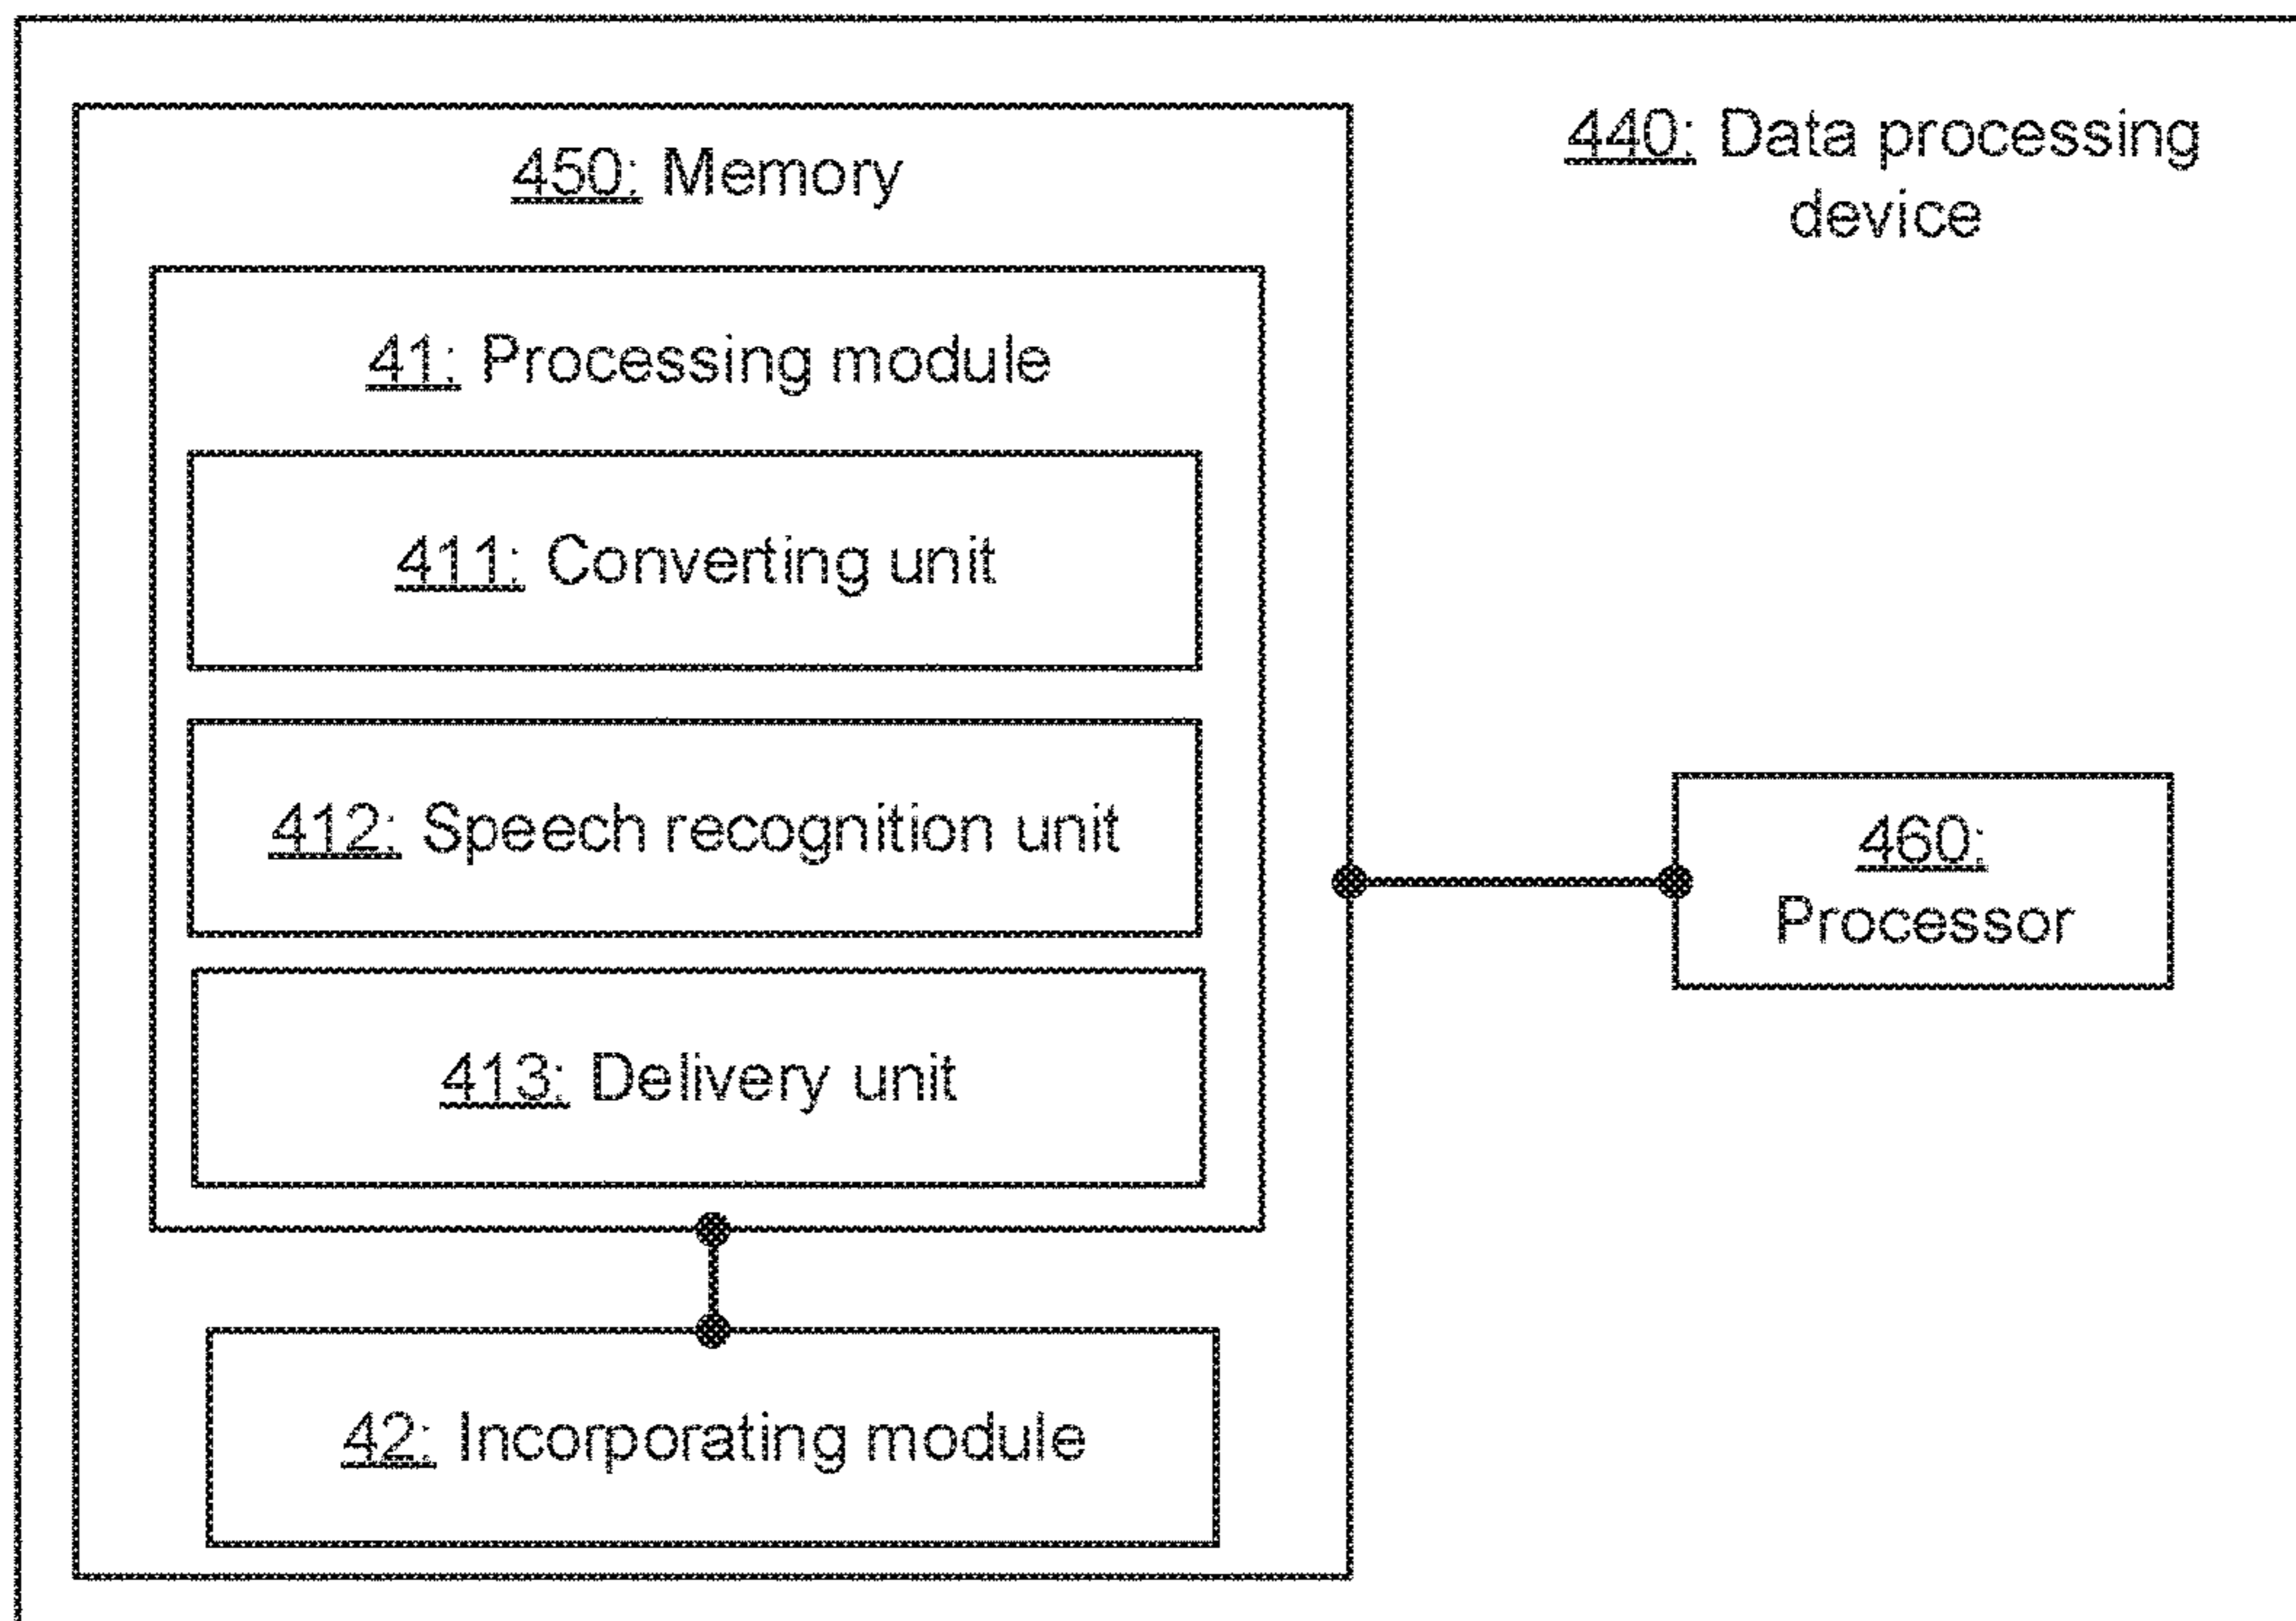 440: Data processing
device
450: Memory
41: Processing module
411: Converting unit
412: Speech recognition unit
460:
Processor
413: Delivery unit
42: Incorporating module